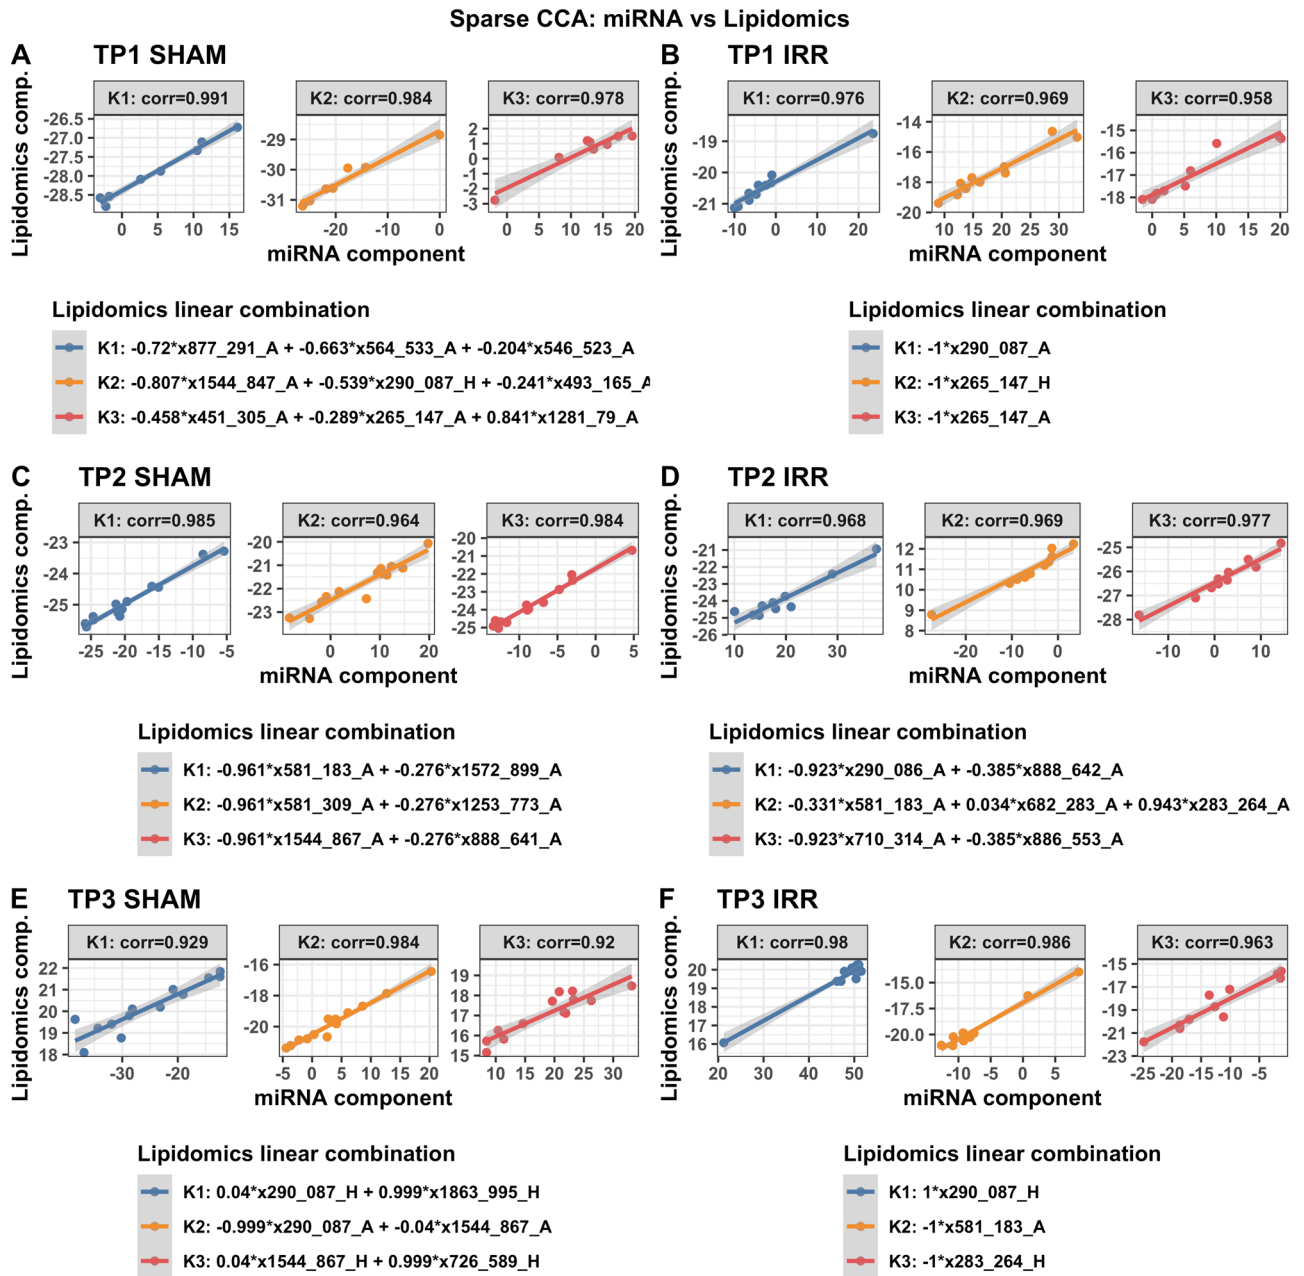 Sparse CCA: miRNA vs Lipidomics
A TP1 SHAM
K1: corr=0.991 K2: corr=0.984 K3: corr=0.978
Lipidomics comp.
-26.5
-27.0
-27.5
-28.0
-28.5
0 5 10 15
-29
-30
-31
-20 -10 0
2
1
0
-1
-2
-3
0 5 10 15 20
miRNA component
Lipidomics linear combination
K1: -0.72*x877_291_A + -0.663*x564_533_A + -0.204*x546_523_A
K2: -0.807*x1544_847_A + -0.539*x290_087_H + -0.241*x493_165_A
K3: -0.458*x451_305_A + -0.289*x265_147_A + 0.841*x1281_79_A
B TP1 IRR
K1: corr=0.976 K2: corr=0.969 K3: corr=0.958
Lipidomics comp.
-19
-20
-21
-10 0 10 20
-14
-16
-18
-20
10 20 30
-15
-16
-17
-18
0 5 10 15 20
miRNA component
Lipidomics linear combination
K1: -1*x290_087_A
K2: -1*x265_147_H
K3: -1*x265_147_A
C TP2 SHAM
K1: corr=0.985 K2: corr=0.964 K3: corr=0.984
Lipidomics comp.
-23
-24
-25
-25 -20 -15 -10 -5
-20
-21
-22
-23
0 10 20
-20
-21
-22
-23
-24
-25
-10 -5 0 5
miRNA component
Lipidomics linear combination
K1: -0.961*x581_183_A + -0.276*x1572_899_A
K2: -0.961*x581_309_A + -0.276*x1253_773_A
K3: -0.961*x1544_867_A + -0.276*x888_641_A
D TP2 IRR
K1: corr=0.968 K2: corr=0.969 K3: corr=0.977
Lipidomics comp.
-21
-22
-23
-24
-25
-26
10 20 30
12
11
10
9
8
-20 -10 0
-25
-26
-27
-28
-10 0 10
miRNA component
Lipidomics linear combination
K1: -0.923*x290_086_A + -0.385*x888_642_A
K2: -0.331*x581_183_A + 0.034*x682_283_A + 0.943*x283_264_A
K3: -0.923*x710_314_A + -0.385*x886_553_A
E TP3 SHAM
K1: corr=0.929 K2: corr=0.984 K3: corr=0.92
Lipidomics comp.
22
21
20
19
18
-30 -20
-16
-18
-20
-5 0 5 10 15 20
19
18
17
16
15
10 15 20 25 30
miRNA component
Lipidomics linear combination
K1: 0.04*x290_087_H + 0.999*x1863_995_H
K2: -0.999*x290_087_A + -0.04*x1544_867_A
K3: 0.04*x1544_867_H + 0.999*x726_589_H
F TP3 IRR
K1: corr=0.98 K2: corr=0.986 K3: corr=0.963
Lipidomics comp.
20
19
18
17
16
20 30 40 50
-15.0
-17.5
-20.0
-10 -5 0 5
-15
-17
-19
-21
-23
-25 -20 -15 -10 -5
miRNA component
Lipidomics linear combination
K1: 1*x290_087_H
K2: -1*x581_183_A
K3: -1*x283_264_H